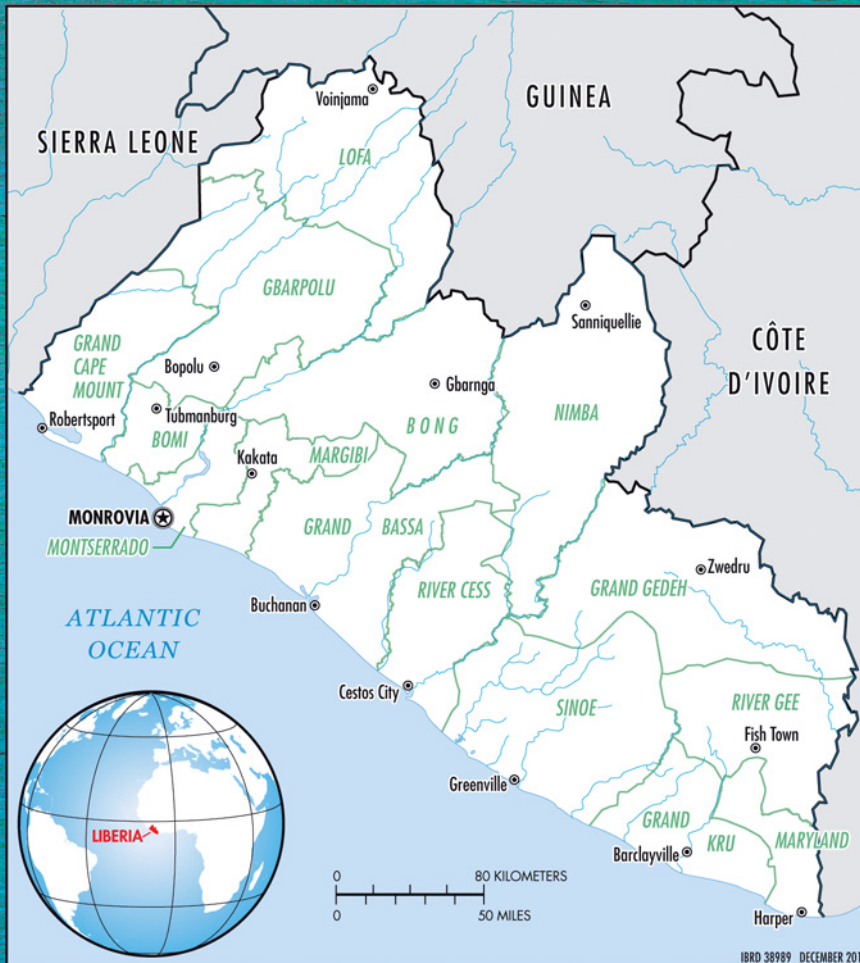 Voinjama
GUINEA
SIERRA LEONE
LOFA
GBARPOLU
Sanniquellie
GRAND
CAPE
MOUNT
CÔTE
D'IVOIRE
Bopolu
Gbarnga
NIMBA
Robertsport
Tubmanburg
BONG
BOMI
Kakata
MARGIBI
MONROVIA
MONTSERRADO
GRAND BASSA
Zwedru
RIVER CESS
GRAND GEDEH
Buchanan
ATLANTIC
OCEAN
Cestos City
SINOE
RIVER GEE
Fish Town
Greenville
LIBERIA
GRAND
KRU
MARYLAND
Barclayville
0 80 KILOMETERS
0 50 MILES
Harper
IBRD 38989 DECEMBER 201